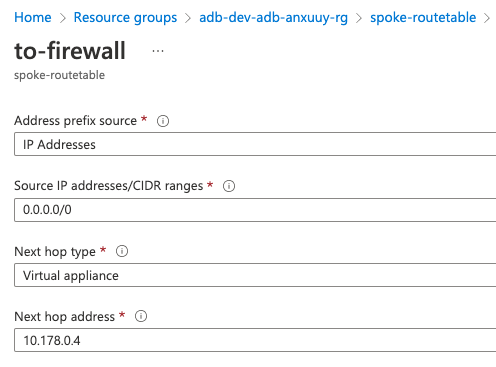 Home > Resource groups > adb-dev-adb-anxuuy-rg > spoke-routetable >
to-firewall ...
spoke-routetable
Address prefix source *
IP Addresses
Source IP addresses/CIDR ranges *
0.0.0.0/0
Next hop type *
Virtual appliance
Next hop address *
10.178.0.4